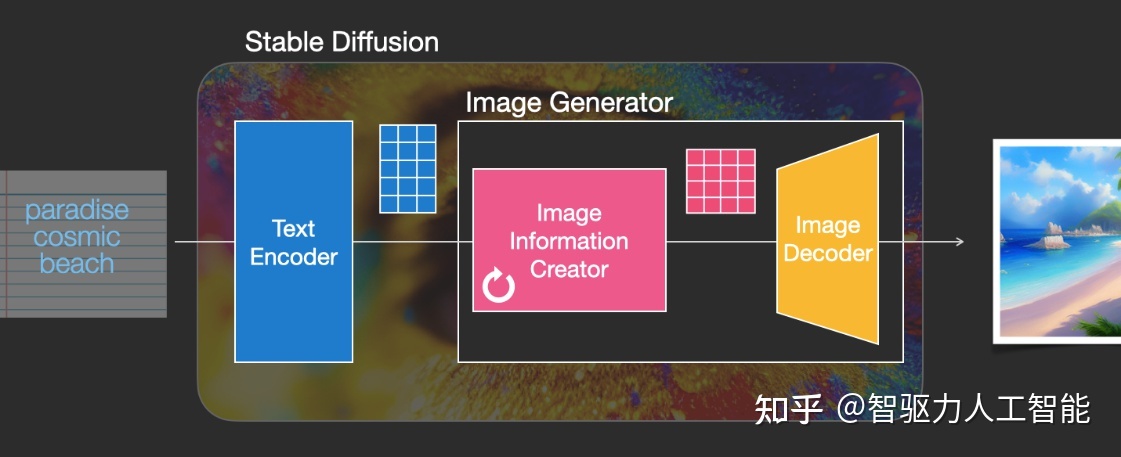 Stable Diffusion
Image Generator
paradise
cosmic
beach
Text
Encoder
Image
Information
Creator
Image
Decoder
知乎 @智驱力人工智能